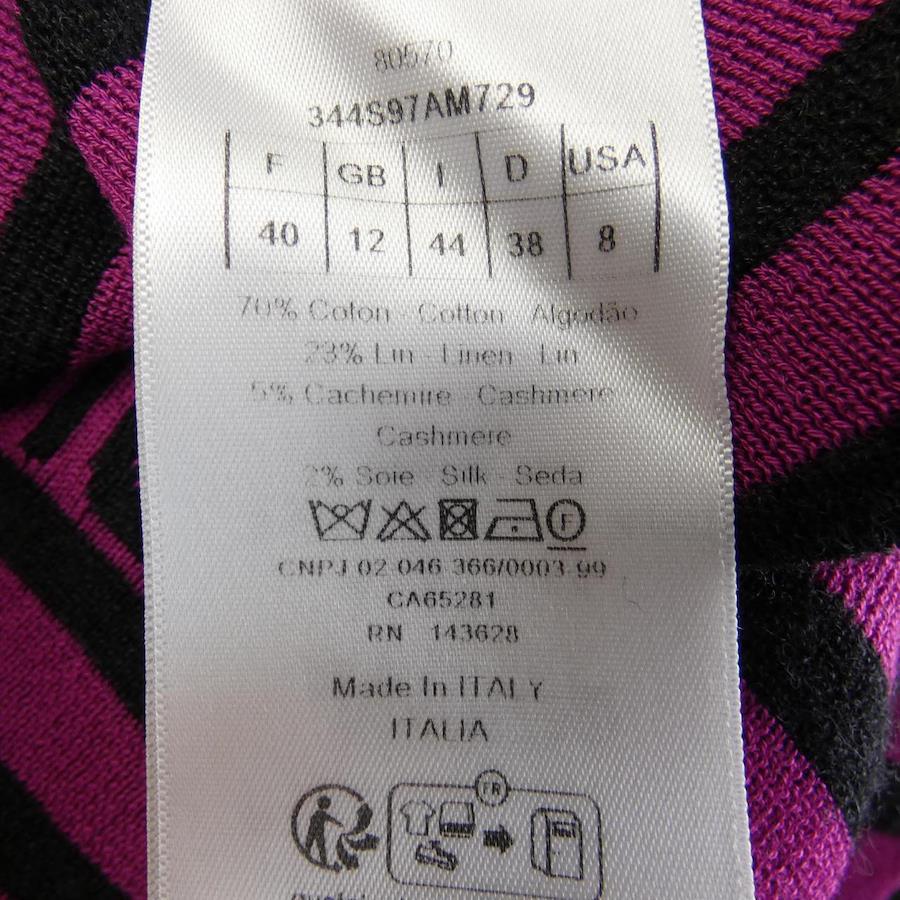 80570
344S97AM729
F GB I D USA
40 12 44 38 8
70% Coton - Cotton - Algodão
23% Lin - Linen - Lin
5% Cachemire - Cashmere
Cashmere
2% Soie - Silk - Seda
F
CNPJ 02 046 366/0003-99
CA65281
RN 143628
Made In ITALY
ITALIA
FR